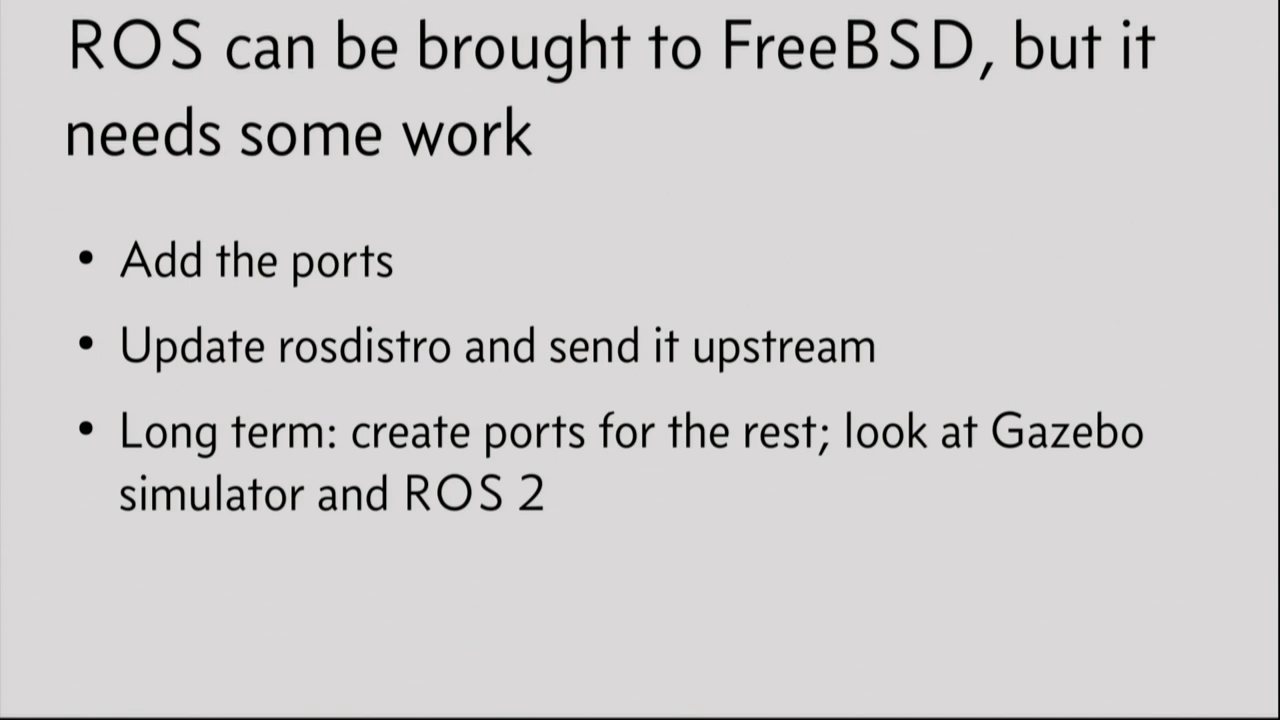 ROS can be brought to FreeBSD, but it
needs some work
• Add the ports
• Update rosdistro and send it upstream
• Long term: create ports for the rest; look at Gazebo
simulator and ROS 2